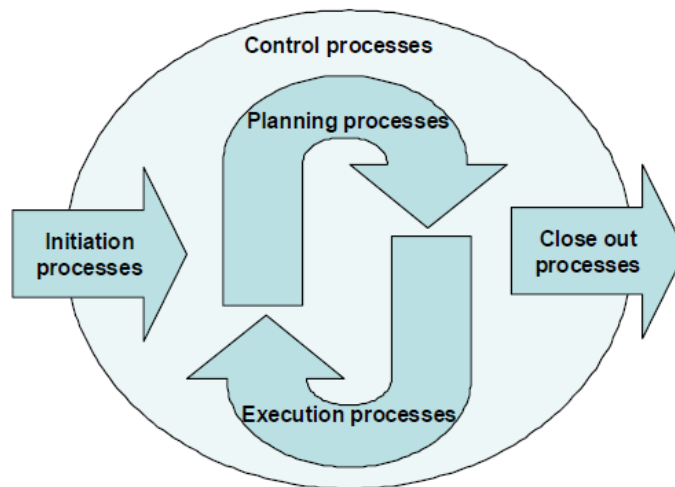 Control processes
Planning processes
Initiation
processes
Close out
processes
Execution processes